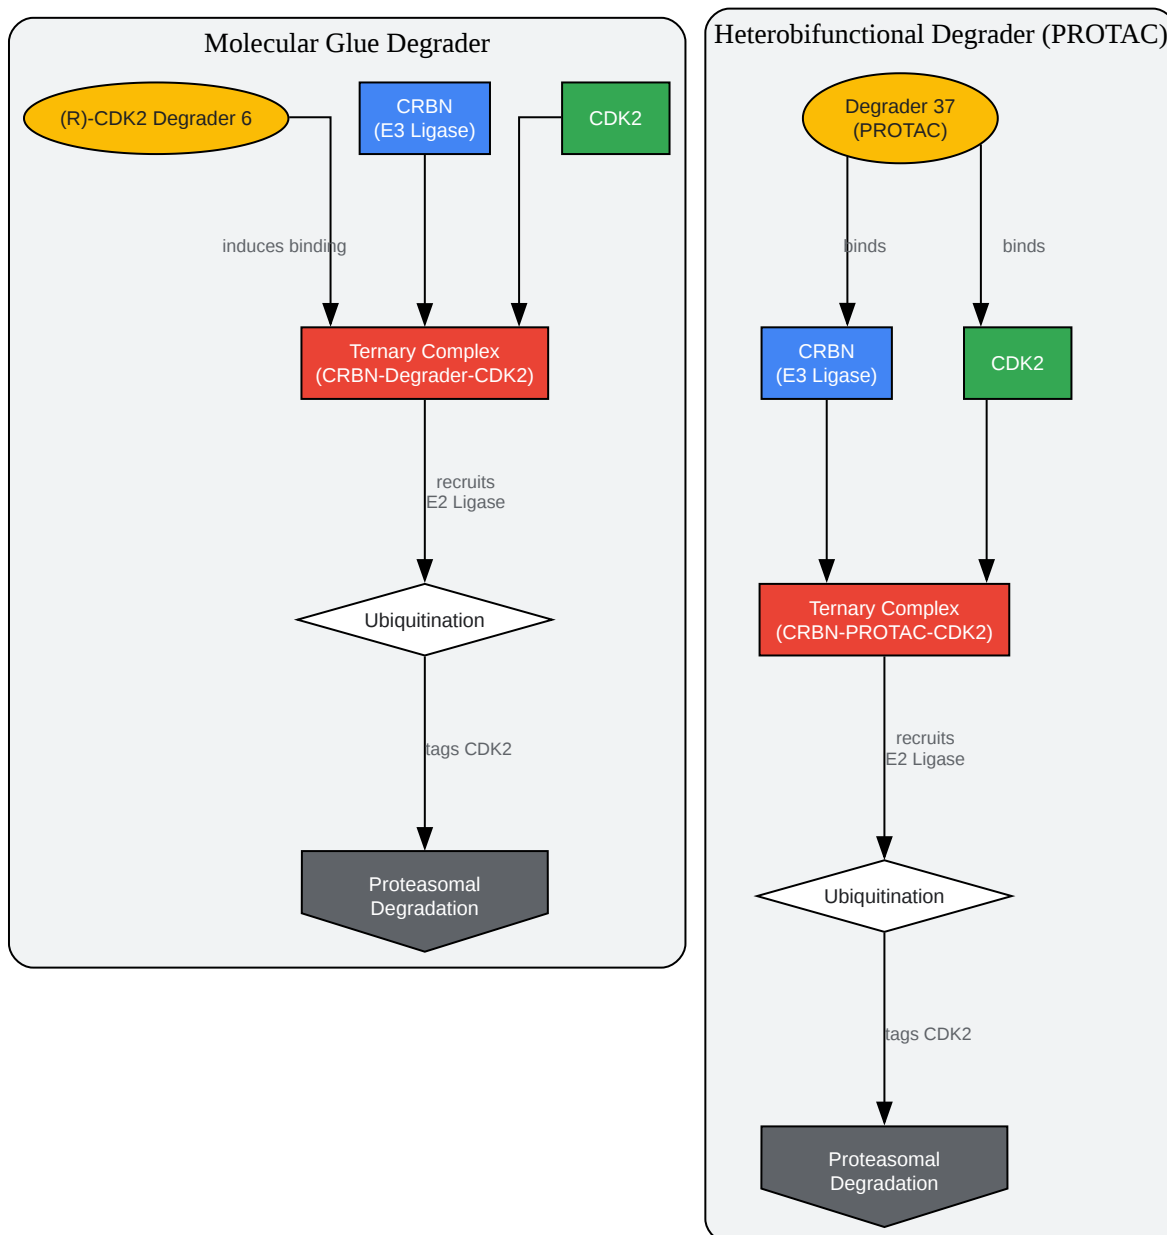 Molecular Glue Degrader
(R)-CDK2 Degrader 6
CRBN
(E3 Ligase)
CDK2
induces binding
Ternary Complex
(CRBN-Degrader-CDK2)
recruits
E2 Ligase
Ubiquitination
tags CDK2
Proteasomal
Degradation
Heterobifunctional Degrader (PROTAC)
Degrader 37
(PROTAC)
binds
binds
CRBN
(E3 Ligase)
CDK2
Ternary Complex
(CRBN-PROTAC-CDK2)
recruits
E2 Ligase
Ubiquitination
tags CDK2
Proteasomal
Degradation